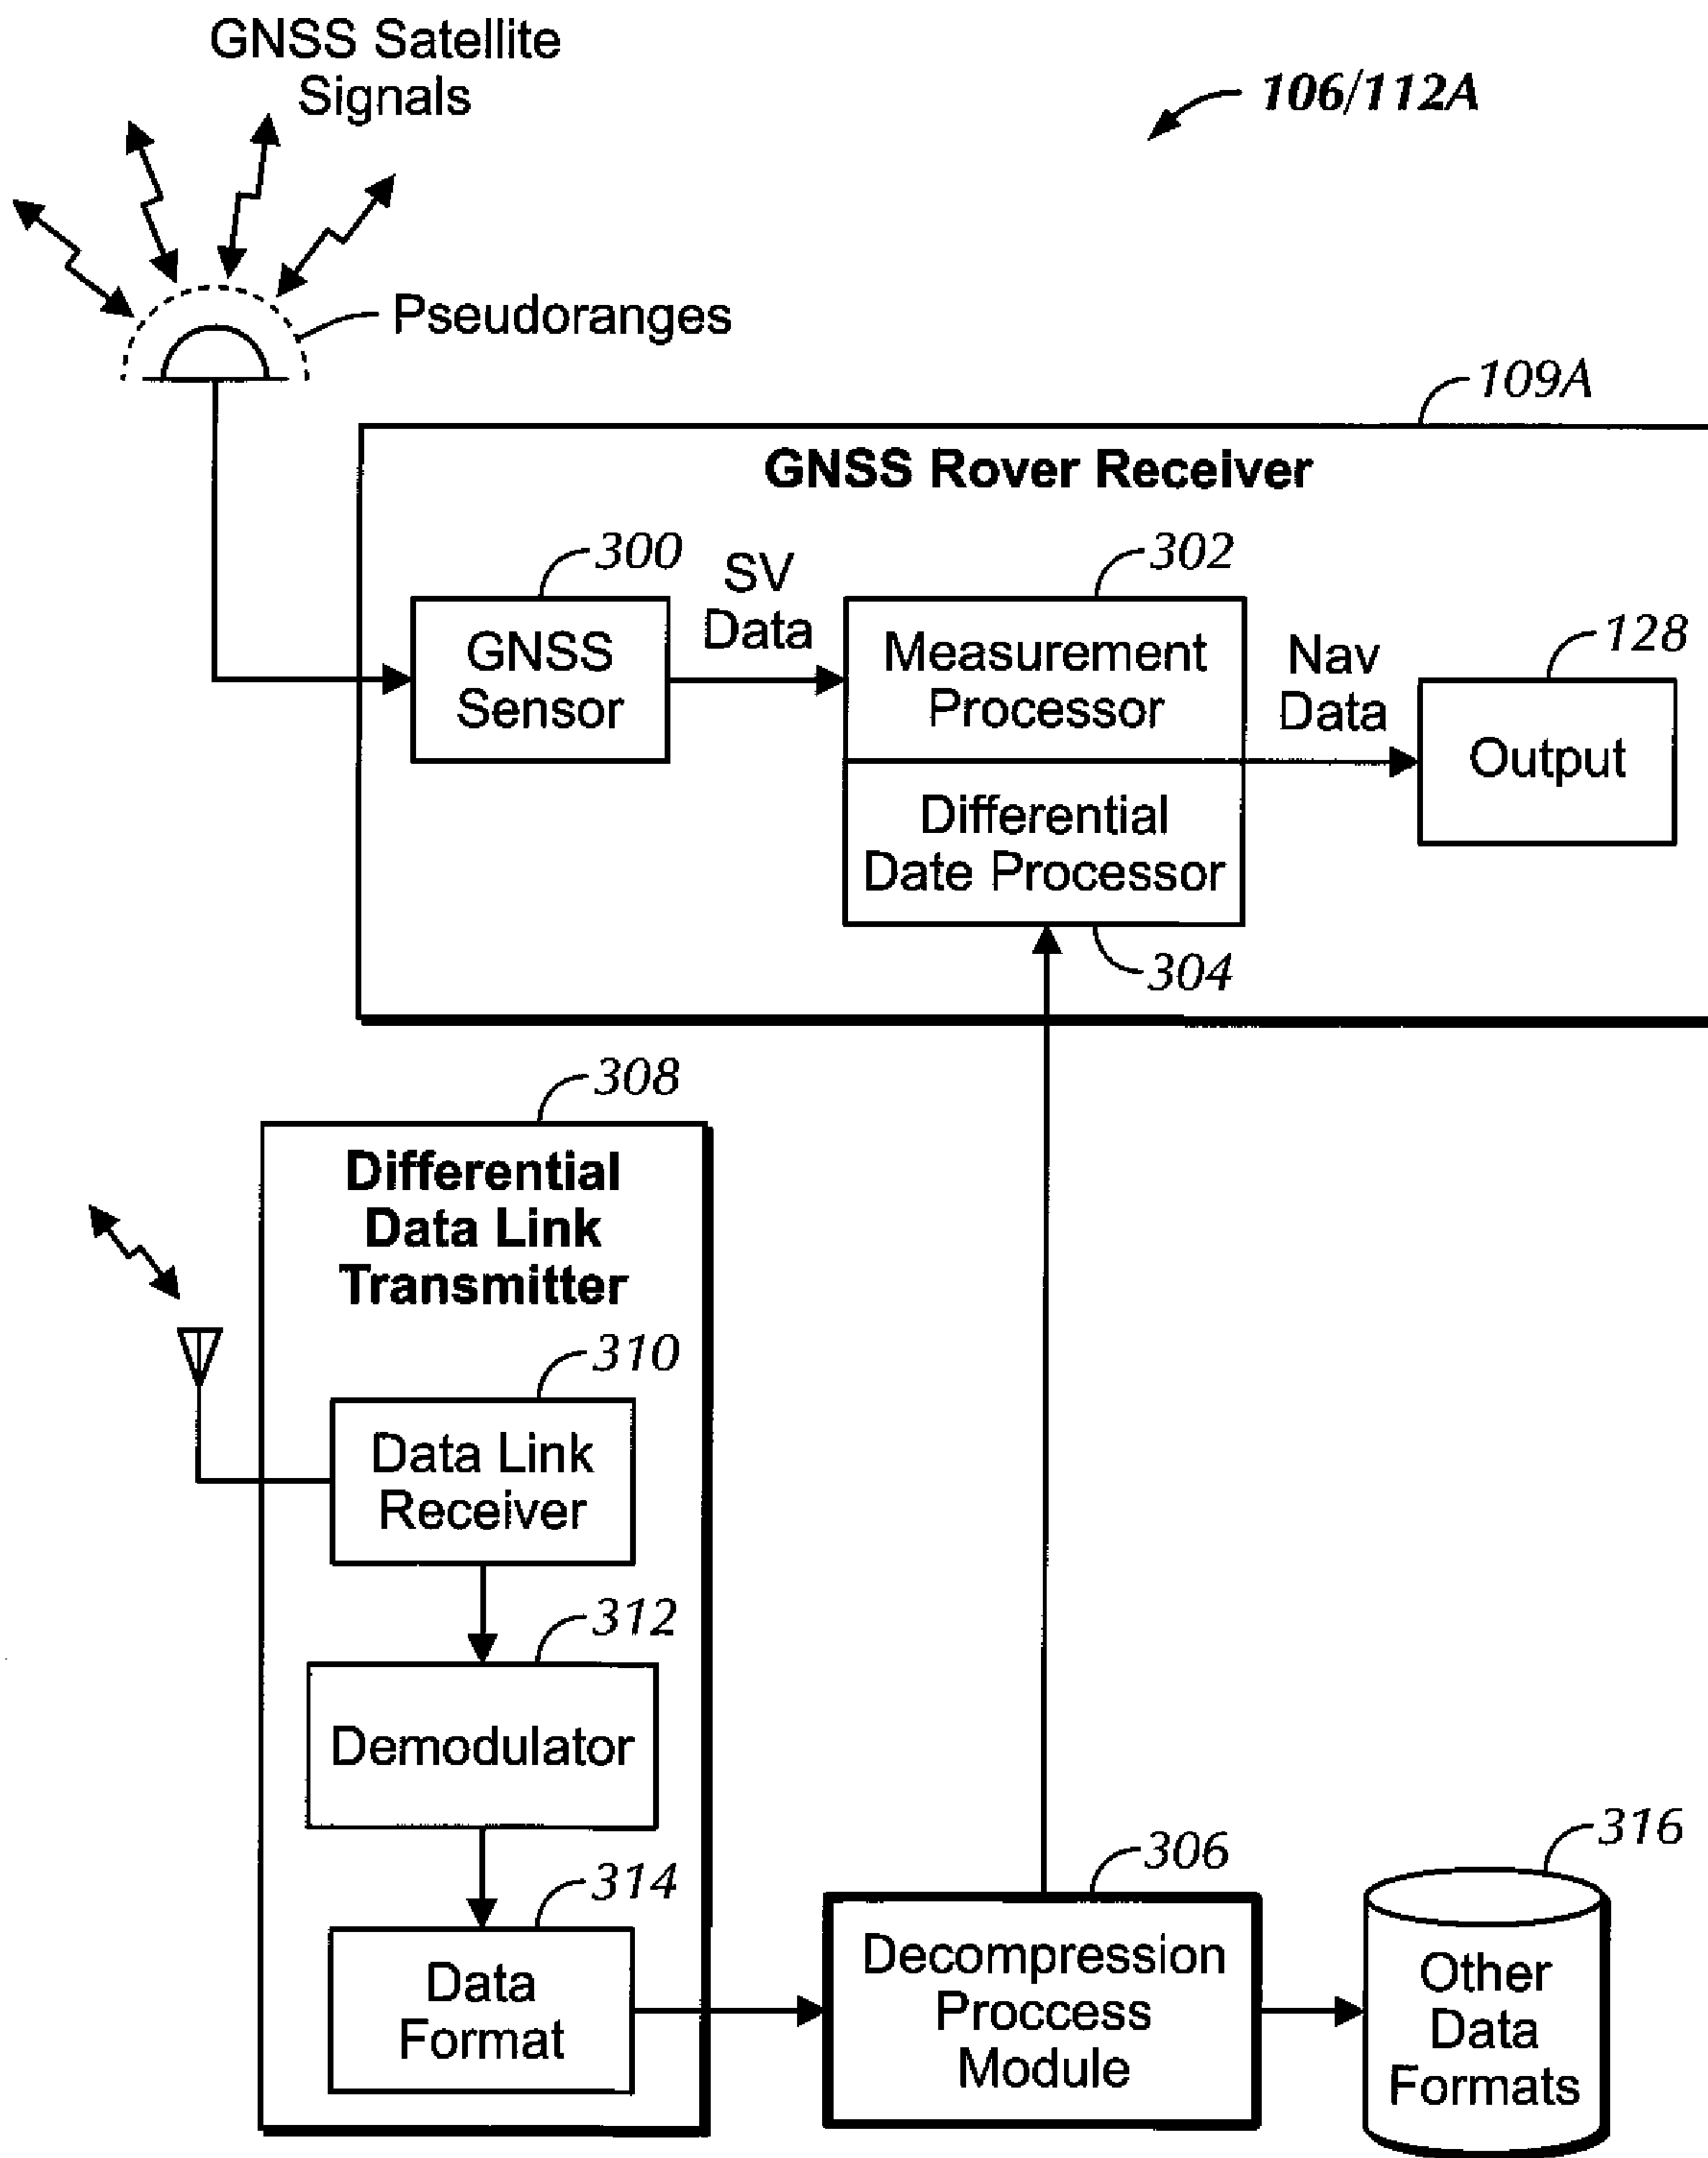 GNSS Satellite
Signals
106/112A
Pseudoranges
109A
GNSS Rover Receiver
300
SV
Data
302
GNSS
Sensor
Measurement
Processor
Nav
Data
128
Output
Differential
Date Processor
304
308
Differential
Data Link
Transmitter
310
Data Link
Receiver
312
Demodulator
314
Data
Format
306
Decompression
Proccess
Module
316
Other
Data
Formats